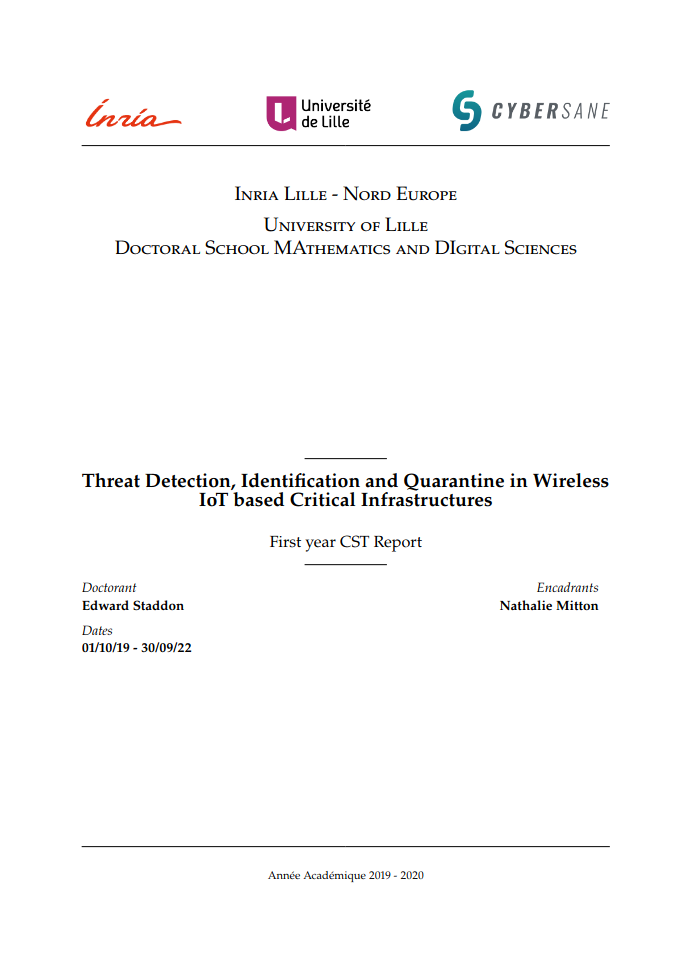 Inria
Université
de Lille
CYBERSANE
Inria Lille - Nord Europe
University of Lille
Doctoral School MAthematics and DIgital Sciences
Threat Detection, Identification and Quarantine in Wireless
IoT based Critical Infrastructures
First year CST Report
Doctorant
Encadrants
Edward Staddon
Nathalie Mitton
Dates
01/10/19 - 30/09/22
Année Académique 2019 - 2020